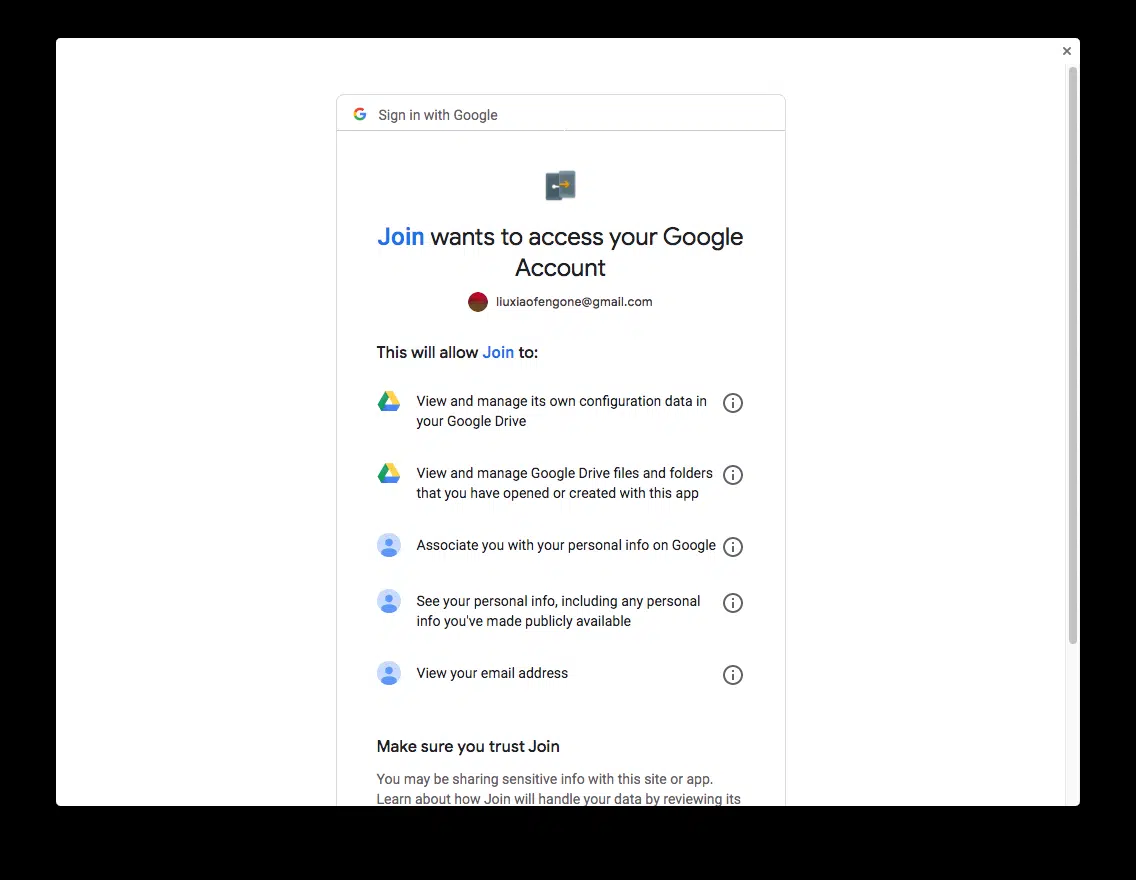 Sign in with Google
Join wants to access your Google
Account
liuxiaofengone@gmail.com
This will allow Join to:
View and manage its own configuration data in
your Google Drive
View and manage Google Drive files and folders
that you have opened or created with this app
Associate you with your personal info on Google
See your personal info, including any personal
info you've made publicly available
View your email address
Make sure you trust Join
You may be sharing sensitive info with this site or app.
Learn about how Join will handle your data by reviewing its